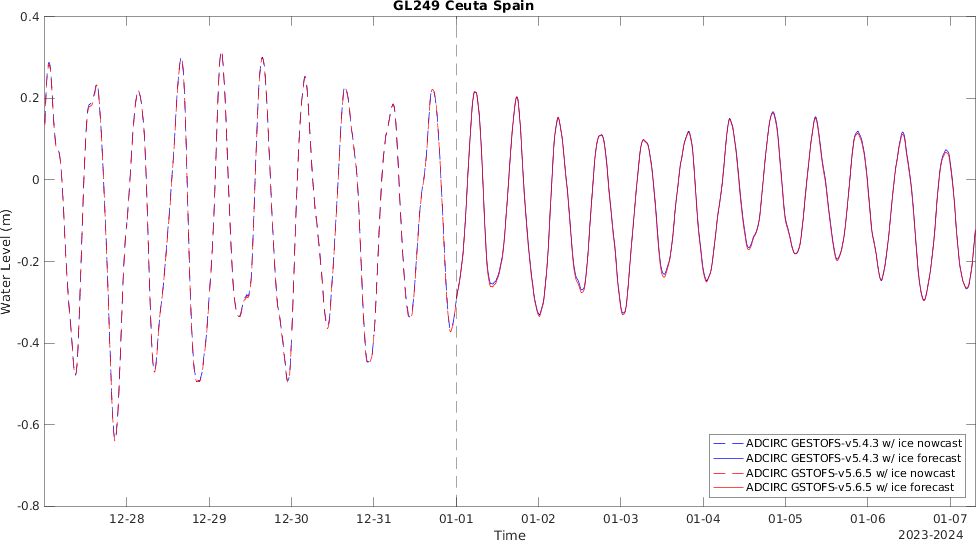 GL249 Ceuta Spain
0.4
0.2
0
-0.2
-0.4
-0.6
-0.8
Water Level (m)
ADCIRC GESTOFS-v5.4.3 w/ ice nowcast
ADCIRC GESTOFS-v5.4.3 w/ ice forecast
ADCIRC GSTOFS-v5.6.5 w/ ice nowcast
ADCIRC GSTOFS-v5.6.5 w/ ice forecast
12-28 12-29 12-30 12-31 01-01 01-02 01-03 01-04 01-05 01-06 01-07
Time
2023-2024